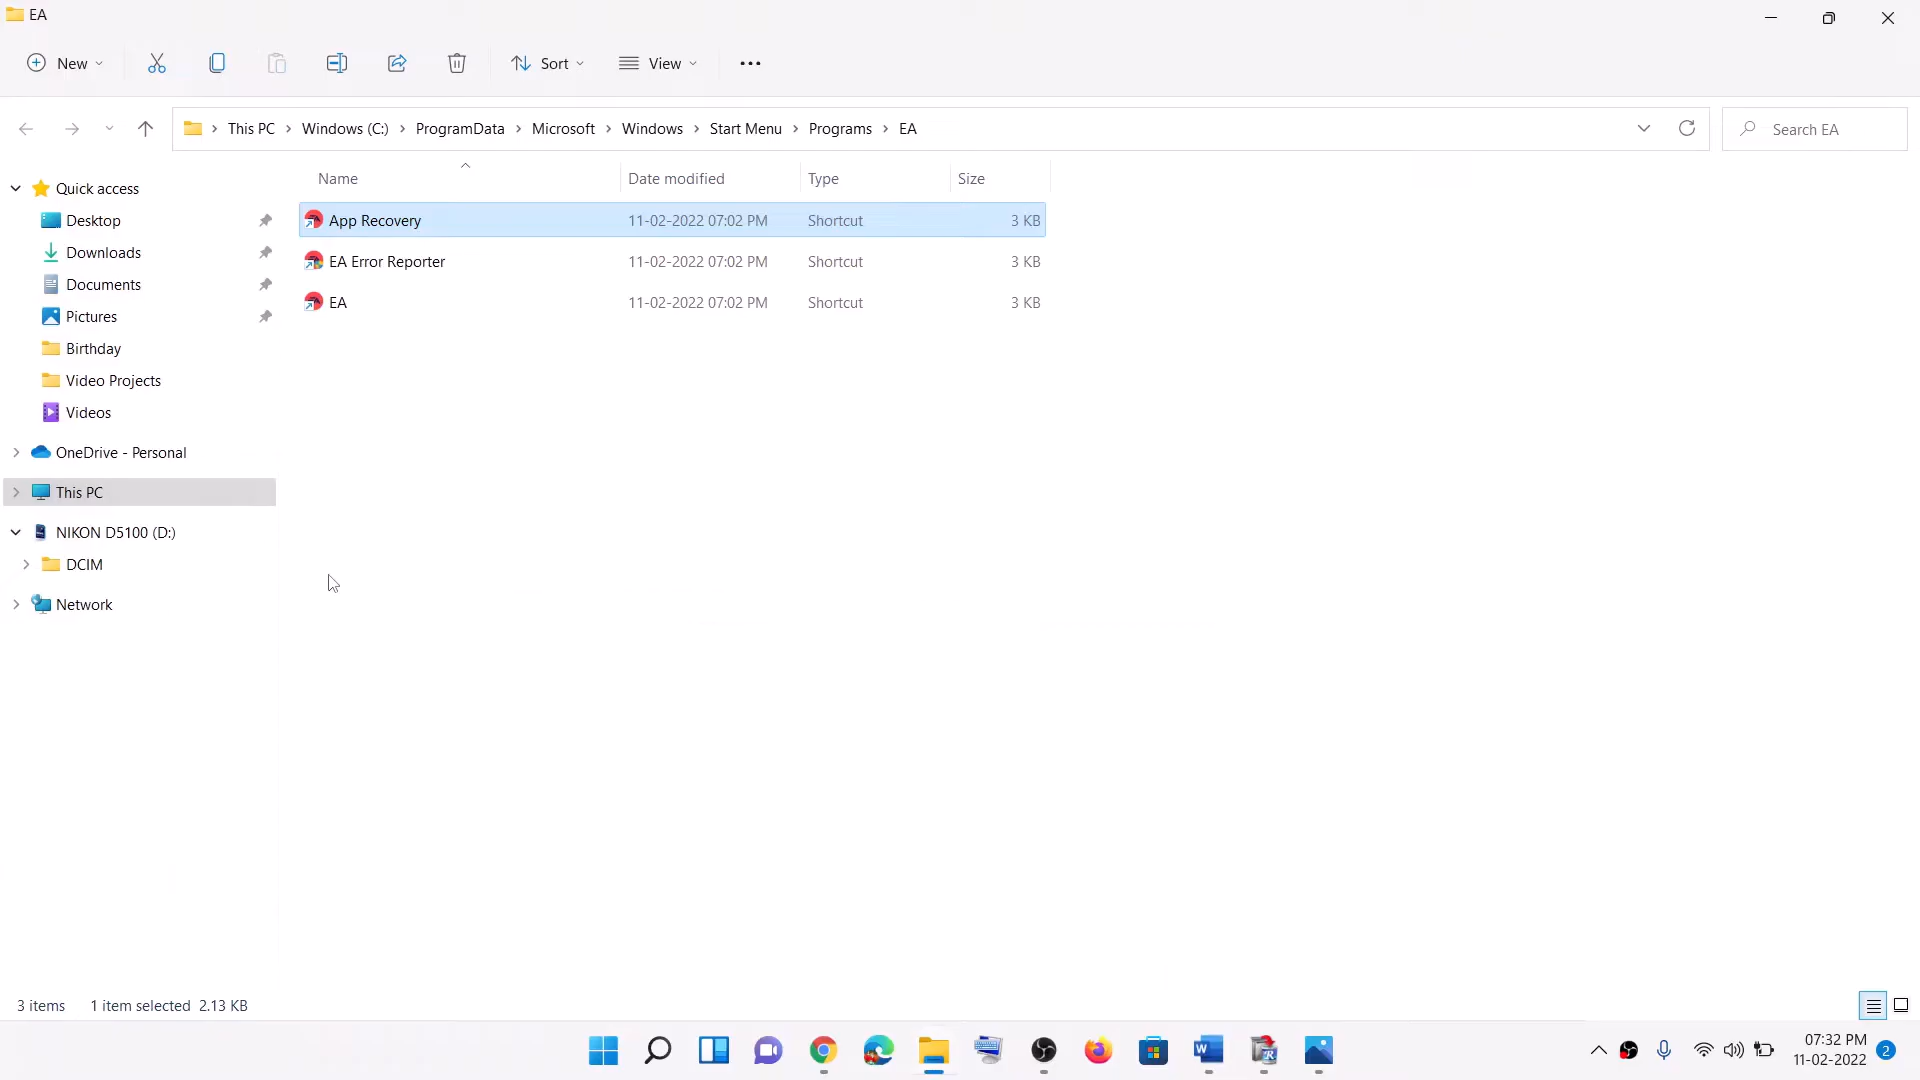 EA
New
Sort
View
This PC > Windows (C:) > ProgramData > Microsoft > Windows > Start Menu > Programs > EA
Search EA
Quick access
Desktop
Downloads
Documents
Pictures
Birthday
Video Projects
Videos
OneDrive - Personal
This PC
NIKON D5100 (D:)
DCIM
Network
Name Date modified Type Size
App Recovery 11-02-2022 07:02 PM Shortcut 3 KB
EA Error Reporter 11-02-2022 07:02 PM Shortcut 3 KB
EA 11-02-2022 07:02 PM Shortcut 3 KB
3 items 1 item selected 2.13 KB
07:32 PM
11-02-2022
2